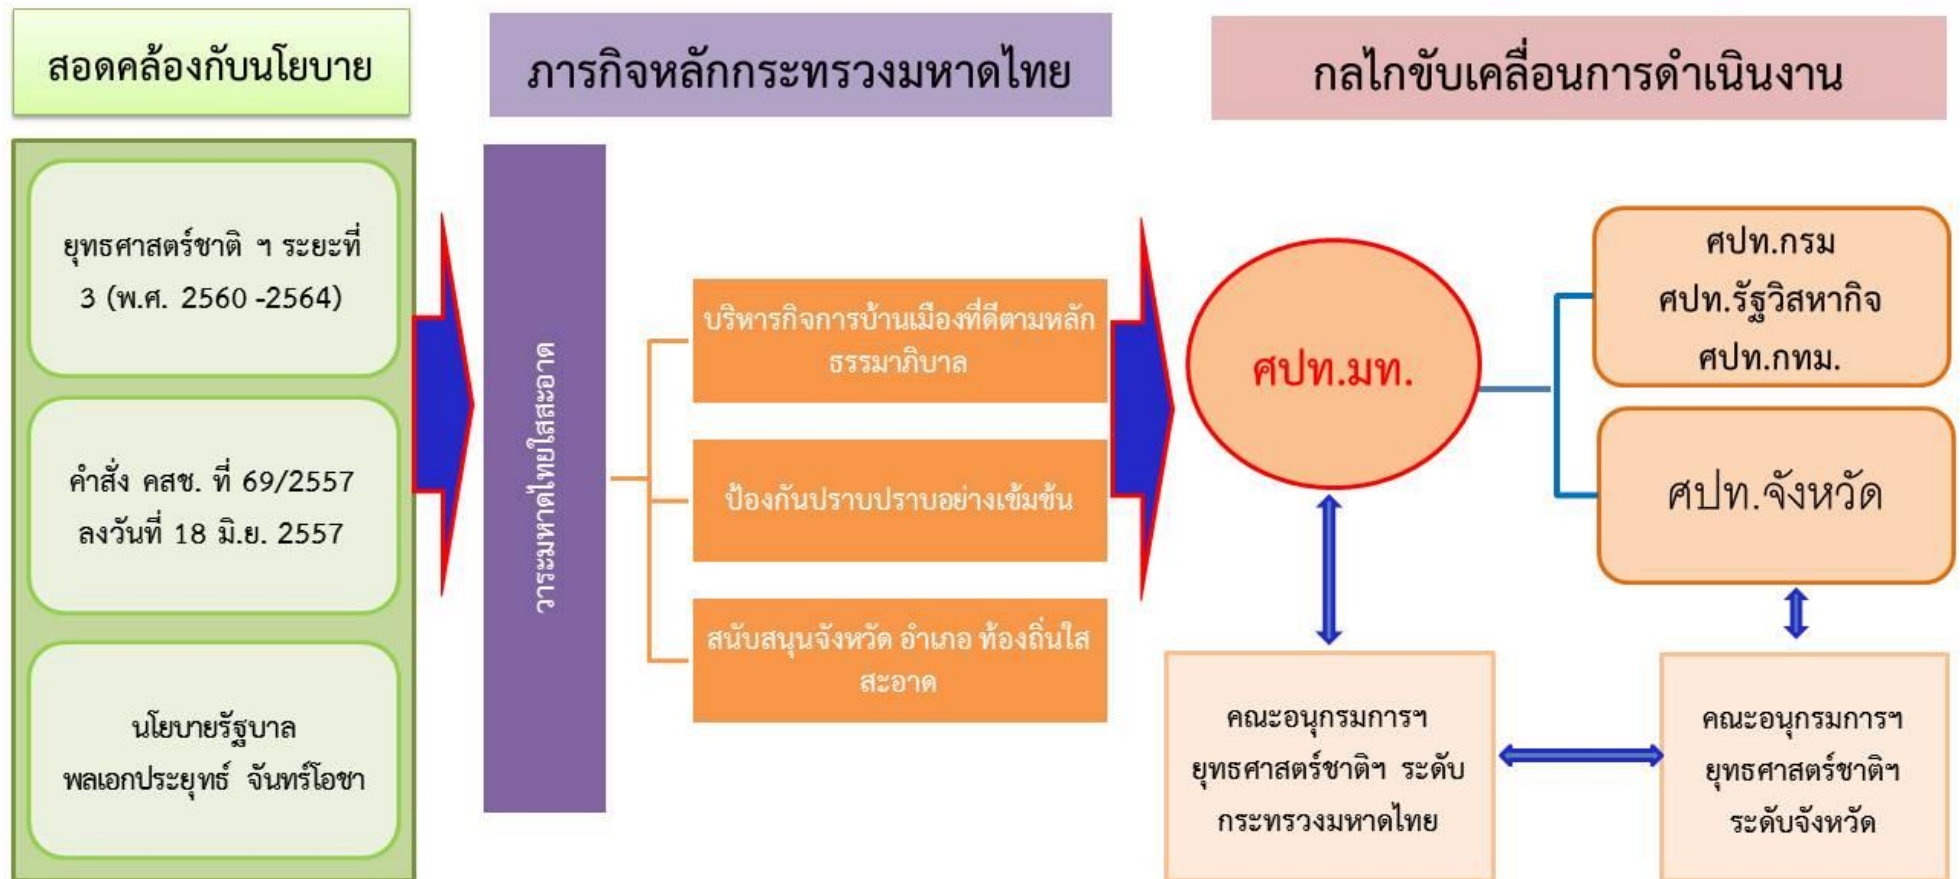 สอดคล้องกับนโยบาย
ยุทธศาสตร์ชาติ ฯ ระยะที่
3 (พ.ศ. 2560 -2564)
คำสั่ง คสช. ที่ 69/2557
ลงวันที่ 18 มิ.ย. 2557
นโยบายรัฐบาล
พลเอกประยุทธ์ จันทร์โอชา
ภารกิจหลักกระทรวงมหาดไทย
วาระมหาดไทยใสสะอาด
บริหารกิจการบ้านเมืองที่ดีตามหลัก
ธรรมาภิบาล
ป้องกันปราบปราบอย่างเข้มข้น
สนับสนุนจังหวัด อำเภอ ท้องถิ่นใส
สะอาด
กลไกขับเคลื่อนการดำเนินงาน
ศปท.มท.
ศปท.กรม
ศปท.รัฐวิสหากิจ
ศปท.กทม.
ศปท.จังหวัด
คณะอนุกรมการฯ
ยุทธศาสตร์ชาติฯ ระดับ
กระทรวงมหาดไทย
คณะอนุกรมการฯ
ยุทธศาสตร์ชาติฯ
ระดับจังหวัด